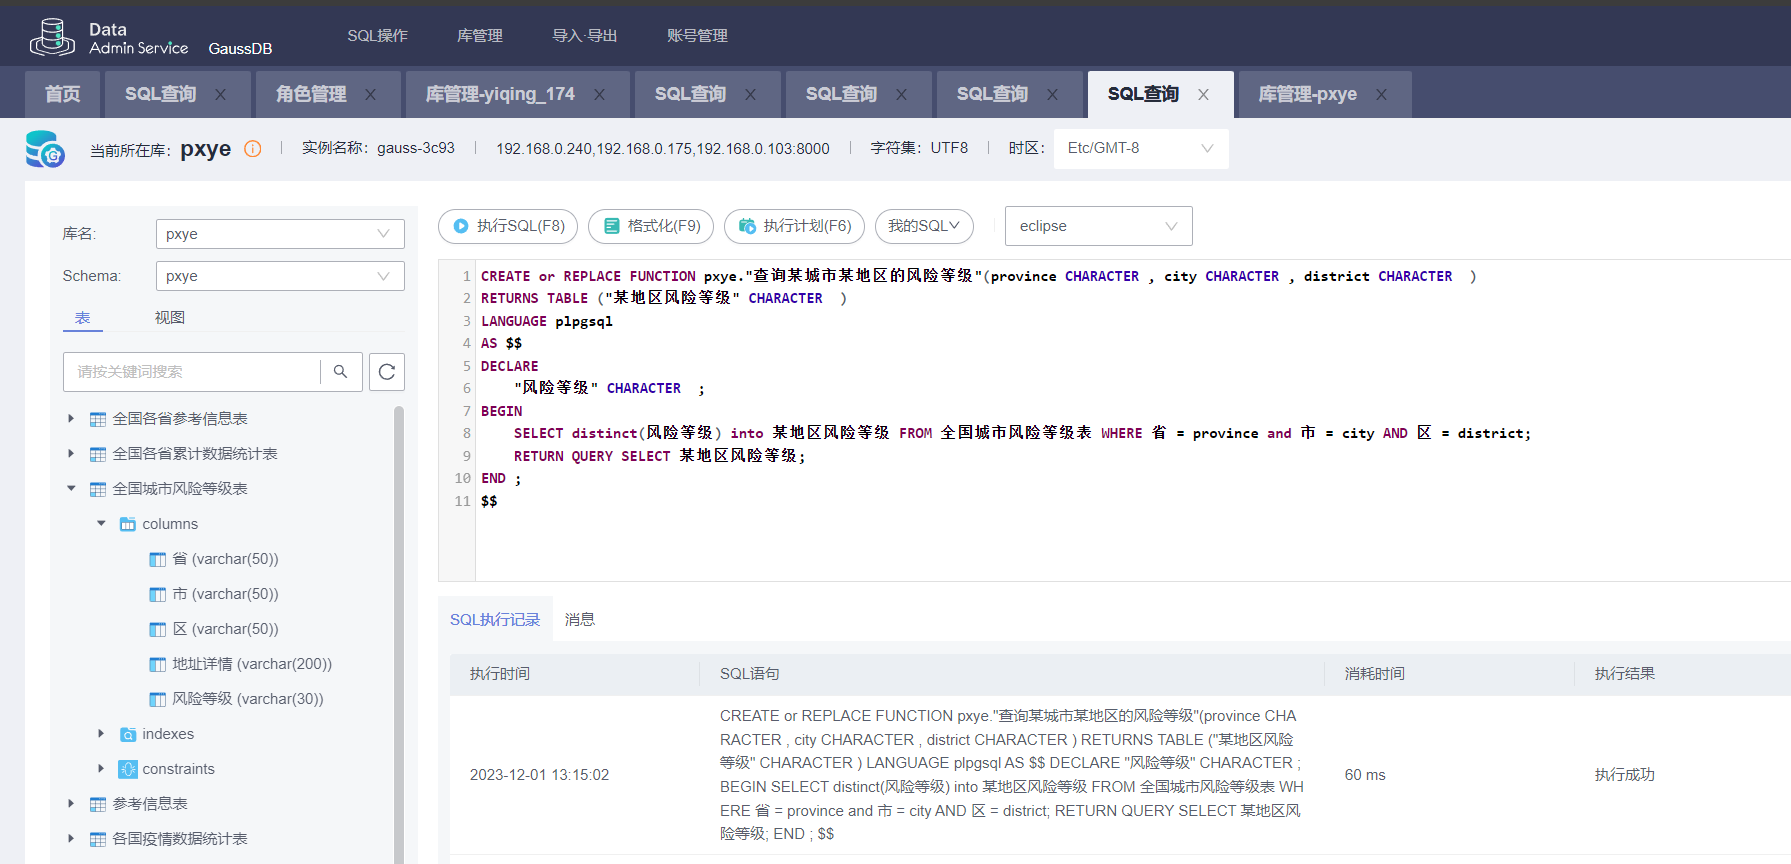 Data
Admin Service GaussDB
SQL操作 库管理 导入·导出 账号管理
首页 SQL查询 角色管理 库管理-yiqing_174 SQL查询 SQL查询 SQL查询 SQL查询 库管理-pxye
当前所在库: pxye 实例名称: gauss-3c93 192.168.0.240,192.168.0.175,192.168.0.103:8000 字符集: UTF8 时区: Etc/GMT-8
库名: pxye
Schema: pxye
表 视图
请按关键词搜索
全国各省参考信息表
全国各省累计数据统计表
全国城市风险等级表
columns
省 (varchar(50))
市 (varchar(50))
区 (varchar(50))
地址详情 (varchar(200))
风险等级 (varchar(30))
indexes
constraints
参考信息表
各国疫情数据统计表
执行SQL(F8) 格式化(F9) 执行计划(F6) 我的SQL eclipse
1 CREATE or REPLACE FUNCTION pxye."查询某城市某地区的风险等级"(province CHARACTER , city CHARACTER , district CHARACTER )
2 RETURNS TABLE ("某地区风险等级" CHARACTER )
3 LANGUAGE plpgsql
4 AS $$
5 DECLARE
6 "风险等级" CHARACTER ;
7 BEGIN
8 SELECT distinct(风险等级) into 某地区风险等级 FROM 全国城市风险等级表 WHERE 省 = province and 市 = city AND 区 = district;
9 RETURN QUERY SELECT 某地区风险等级;
10 END ;
11 $$
SQL执行记录 消息
执行时间 SQL语句 消耗时间 执行结果
CREATE or REPLACE FUNCTION pxye."查询某城市某地区的风险等级"(province CHA
RACTER , city CHARACTER , district CHARACTER ) RETURNS TABLE ("某地区风险
等级" CHARACTER ) LANGUAGE plpgsql AS $$ DECLARE "风险等级" CHARACTER ;
2023-12-01 13:15:02 60 ms 执行成功
BEGIN SELECT distinct(风险等级) into 某地区风险等级 FROM 全国城市风险等级表 WH
ERE 省 = province and 市 = city AND 区 = district; RETURN QUERY SELECT 某地区风
险等级; END ; $$